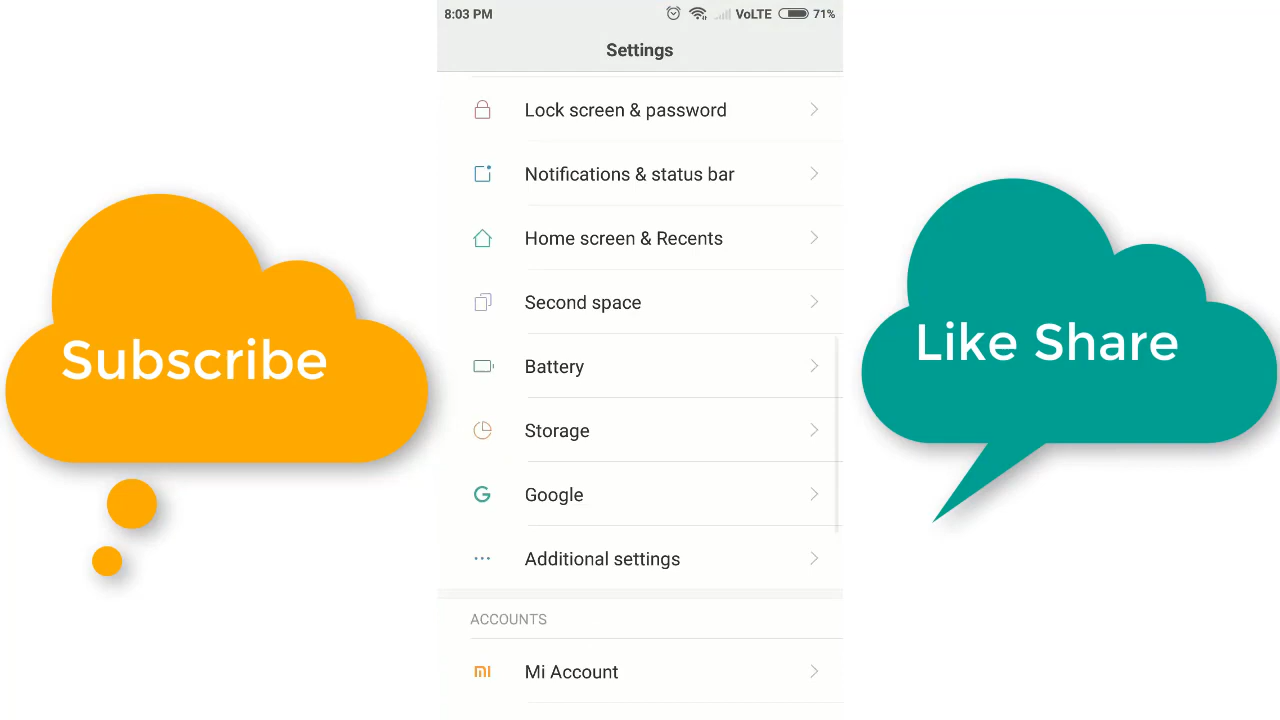 8:03 PM VoLTE 71%
Settings
Lock screen & password
Notifications & status bar
Home screen & Recents
Second space
Battery
Storage
Google
Additional settings
ACCOUNTS
Mi Account
Subscribe
Like Share